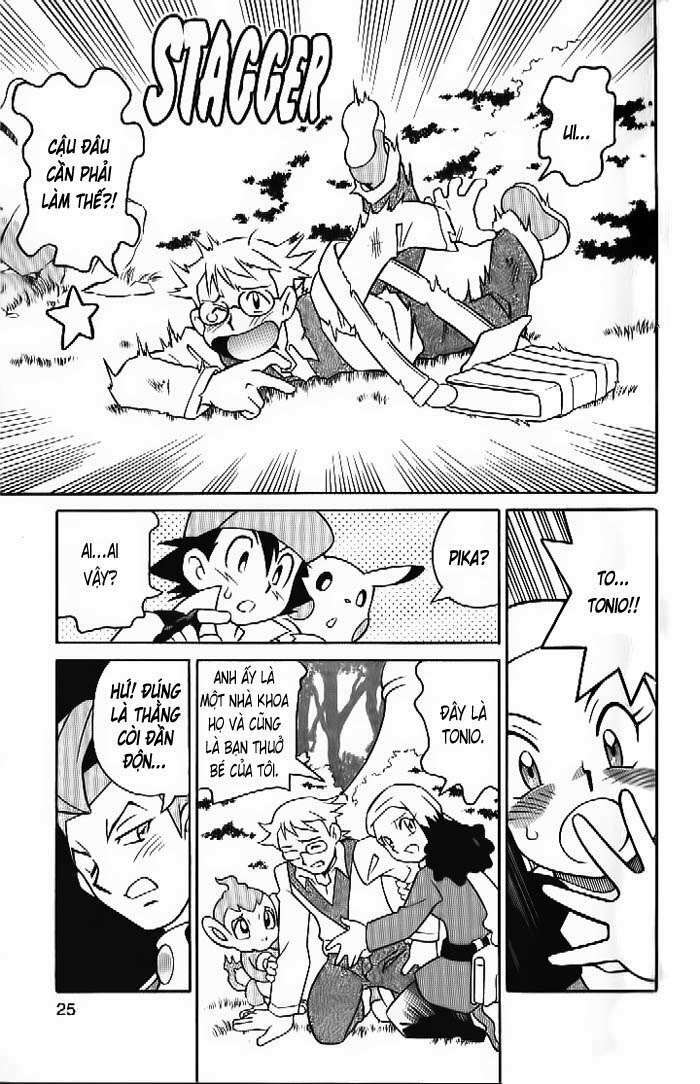 STAGGER
UI...
CẬU ĐÂU
CẦN PHẢI
LÀM THẾ?!
TO...
TONIO!!
PIKA?
AI...AI
VẬY?
ĐÂY LÀ
TONIO.
ANH ẤY LÀ
MỘT NHÀ KHOA
HỌ VÀ CŨNG
LÀ BẠN THUỞ
BÉ CỦA TÔI.
HỨ! ĐÚNG
LÀ THẰNG
CÒI ĐẦN
ĐỘN...
25